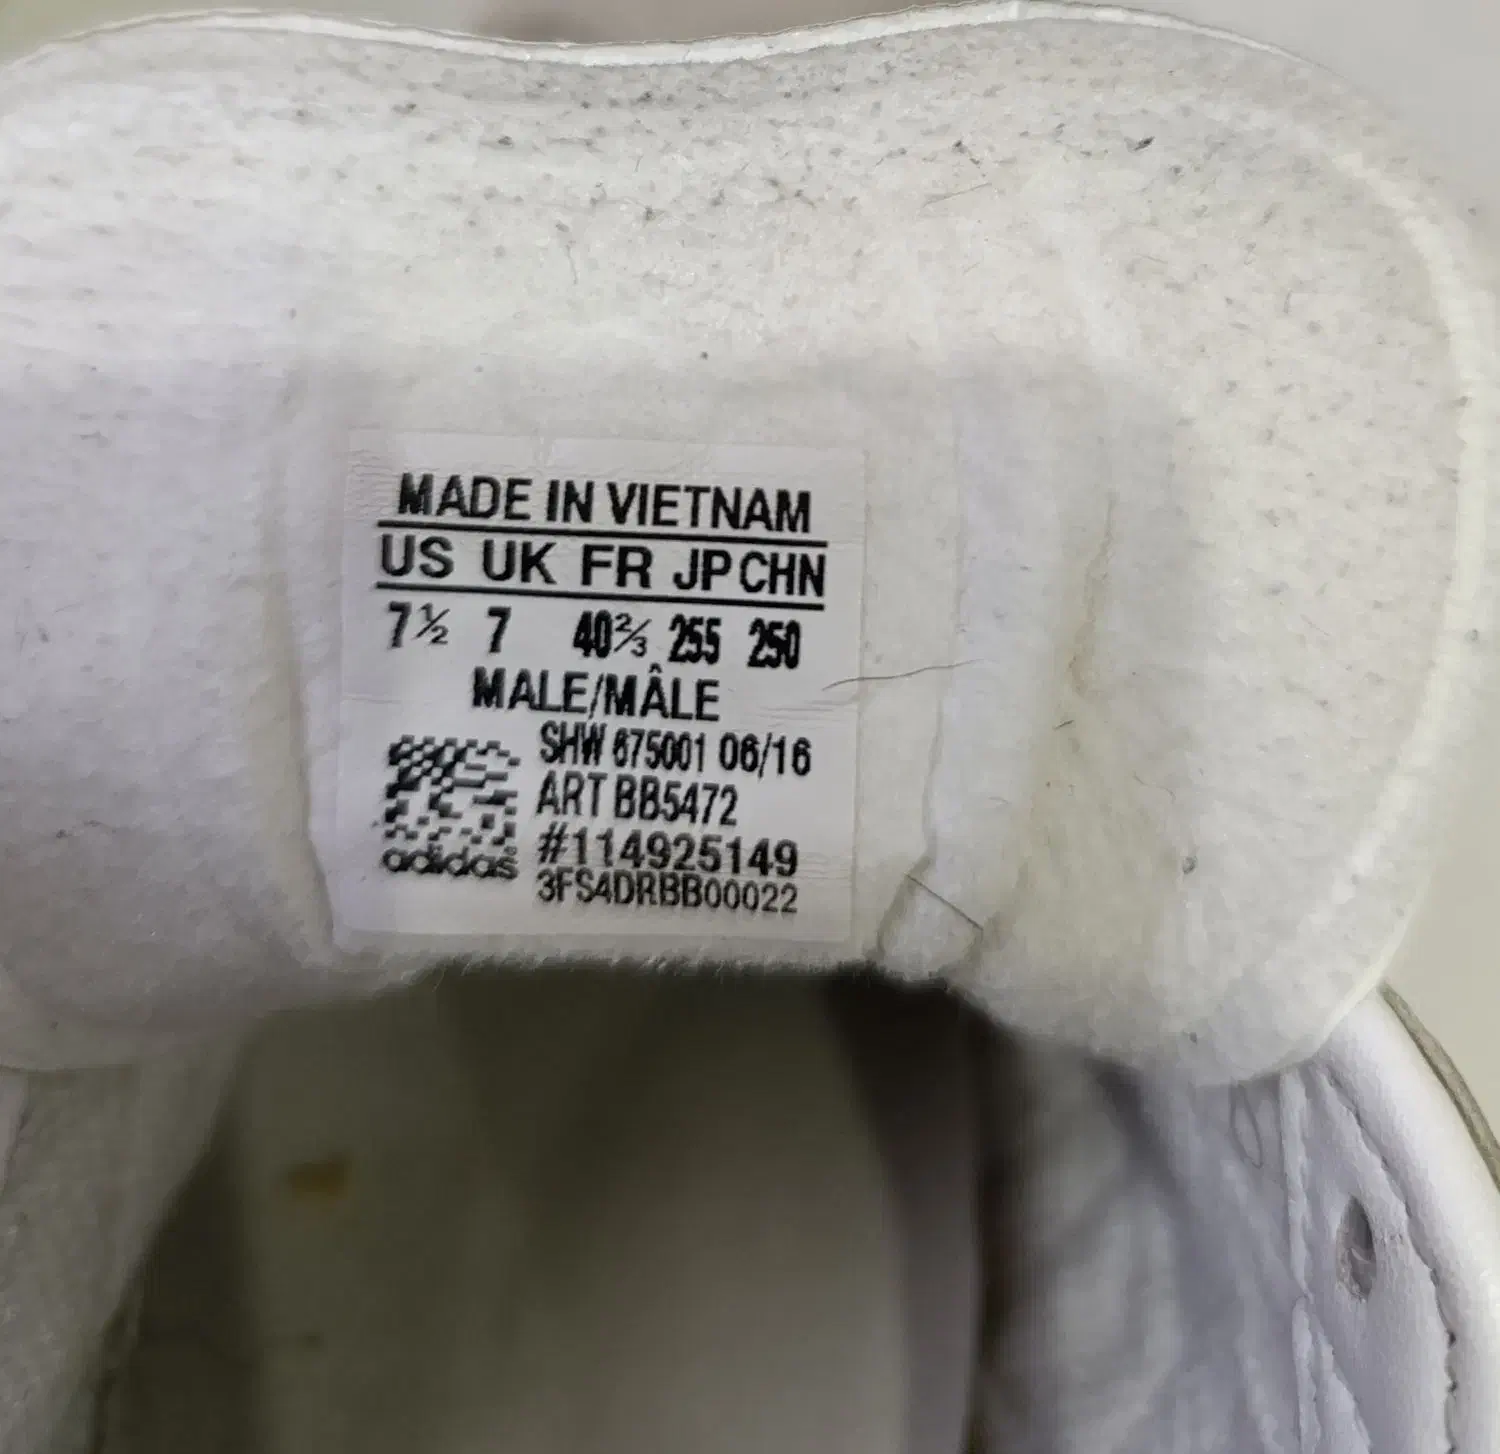 MADE IN VIETNAM
US UK FR JP CHN
7½ 7 40⅔ 255 250
MALE/MÂLE
SHW 675001 06/16
ART BB5472
#114925149
adidas
3FS4DRBB00022